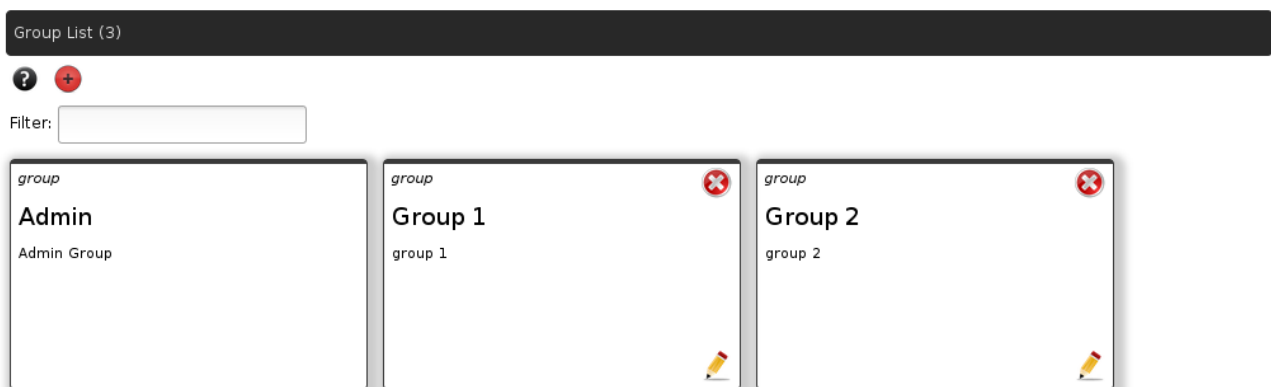 Group List (3)
?
+
Filter:
group
Admin
Admin Group
group
Group 1
group 1
group
Group 2
group 2